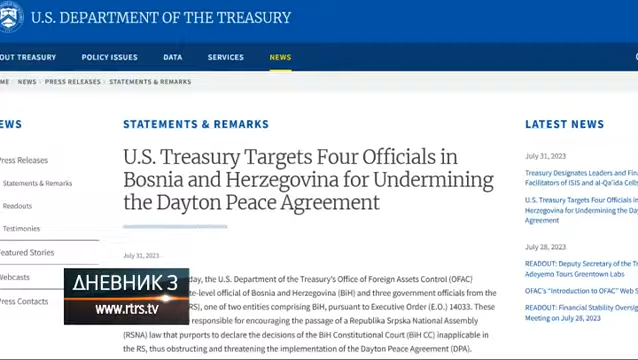 U.S. DEPARTMENT OF THE TREASURY
OUT TREASURY POLICY ISSUES DATA SERVICES NEWS
ME NEWS PRESS RELEASES STATEMENTS & REMARKS
EWS
Press Releases
Statements & Remarks
Readouts
Testimonies
Featured Stories
Webcasts
Press Contacts
STATEMENTS & REMARKS
U.S. Treasury Targets Four Officials in
Bosnia and Herzegovina for Undermining
the Dayton Peace Agreement
July 31, 2023
day, the U.S. Department of the Treasury's Office of Foreign Assets Control (OFAC)
te-level official of Bosnia and Herzegovina (BiH) and three government officials from the
RS), one of two entities comprising BiH, pursuant to Executive Order (E.O.) 14033. These
responsible for encouraging the passage of a Republika Srpska National Assembly
(RSNA) law that purports to declare the decisions of the BiH Constitutional Court (BiH CC) inapplicable in
the RS, thus obstructing and threatening the implementation of the Dayton Peace Agreement (DPA).
LATEST NEWS
July 31, 2023
Treasury Designates Leaders and Fina
Facilitators of ISIS and al-Qa'ida Cells
U.S. Treasury Targets Four Officials in
Herzegovina for Undermining the Da
Agreement
July 28, 2023
READOUT: Deputy Secretary of the Tr
Adeyemo Tours Greentown Labs
OFAC's "Introduction to OFAC" Web S
READOUT: Financial Stability Oversig
Meeting on July 28, 2023
ДНЕВНИК 3
www.rtrs.tv